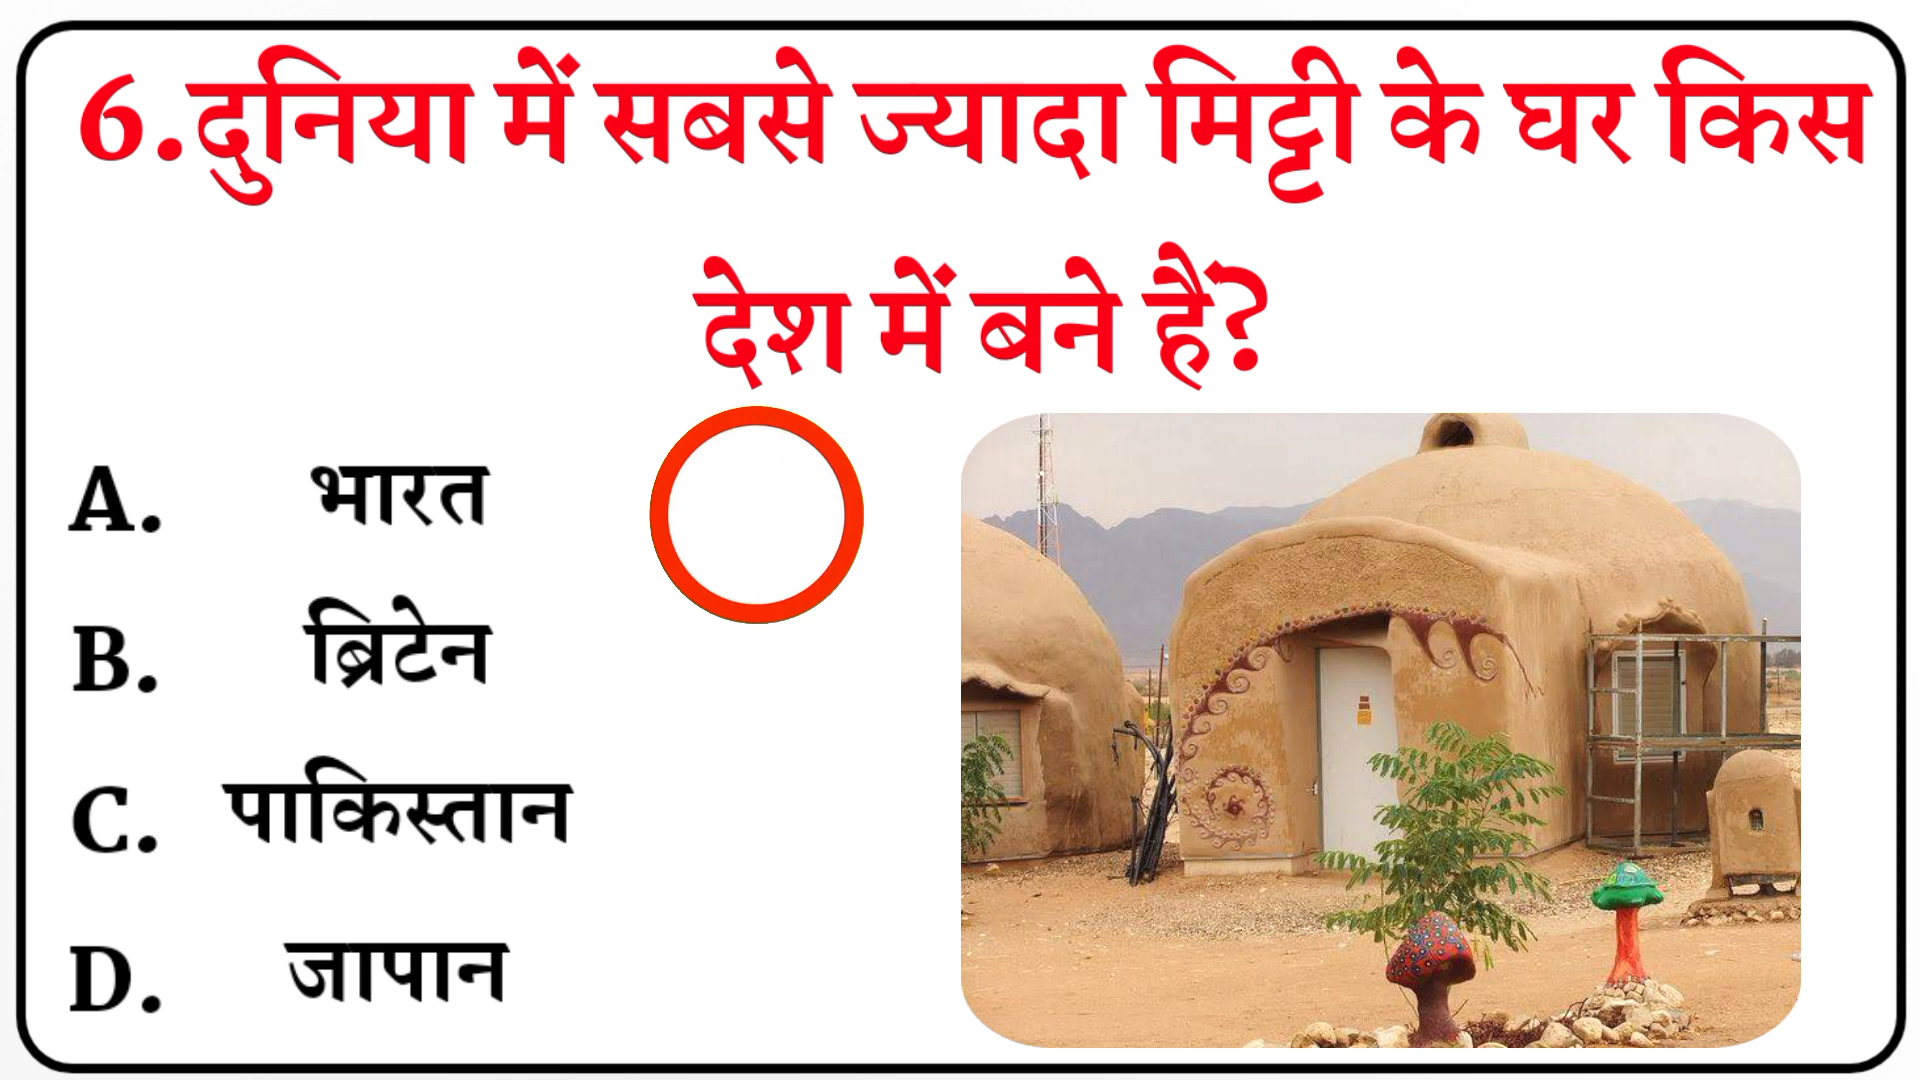 6.दुनिया में सबसे ज्यादा मिट्टी के घर किस
देश में बने हैं?
A. भारत
B. ब्रिटेन
C. पाकिस्तान
D. जापान